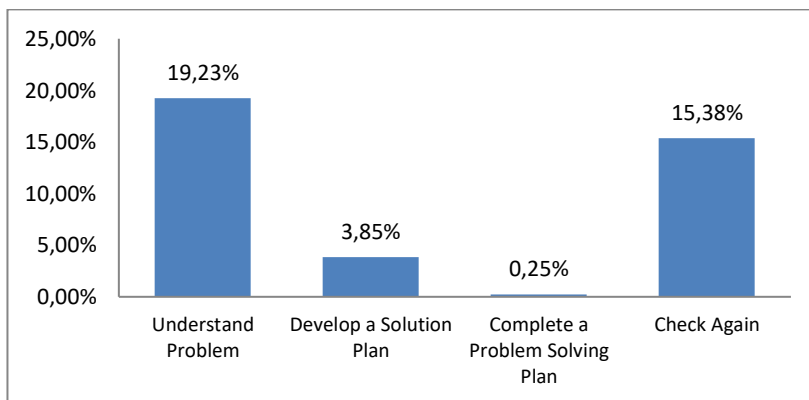 25,00%
20,00%
15,00%
10,00%
5,00%
0,00%
19,23%
3,85%
0,25%
15,38%
Understand
Problem
Develop a Solution
Plan
Complete a
Problem Solving
Plan
Check Again